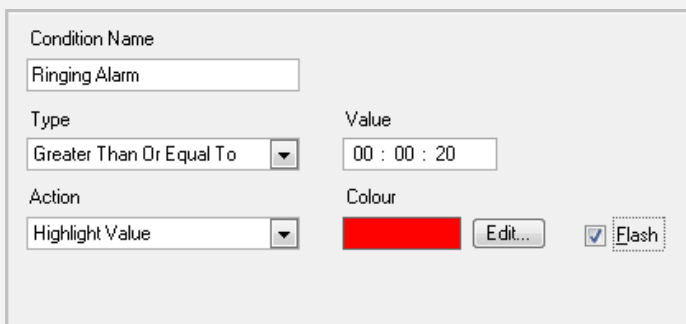 Condition Name
Ringing Alarm
Type Value
Greater Than Or Equal To 00 : 00 : 20
Action Colour
Highlight Value Edit... Flash